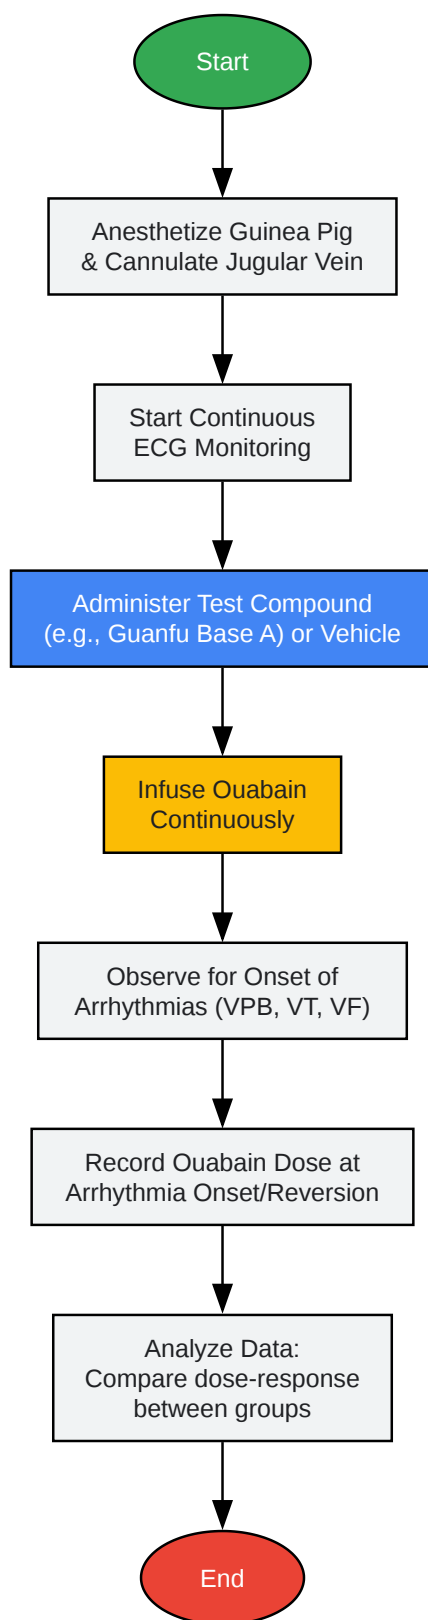 Start
Anesthetize Guinea Pig
& Cannulate Jugular Vein
Start Continuous
ECG Monitoring
Administer Test Compound
(e.g., Guanfu Base A) or Vehicle
Infuse Ouabain
Continuously
Observe for Onset of
Arrhythmias (VPB, VT, VF)
Record Ouabain Dose at
Arrhythmia Onset/Reversion
Analyze Data:
Compare dose-response
between groups
End